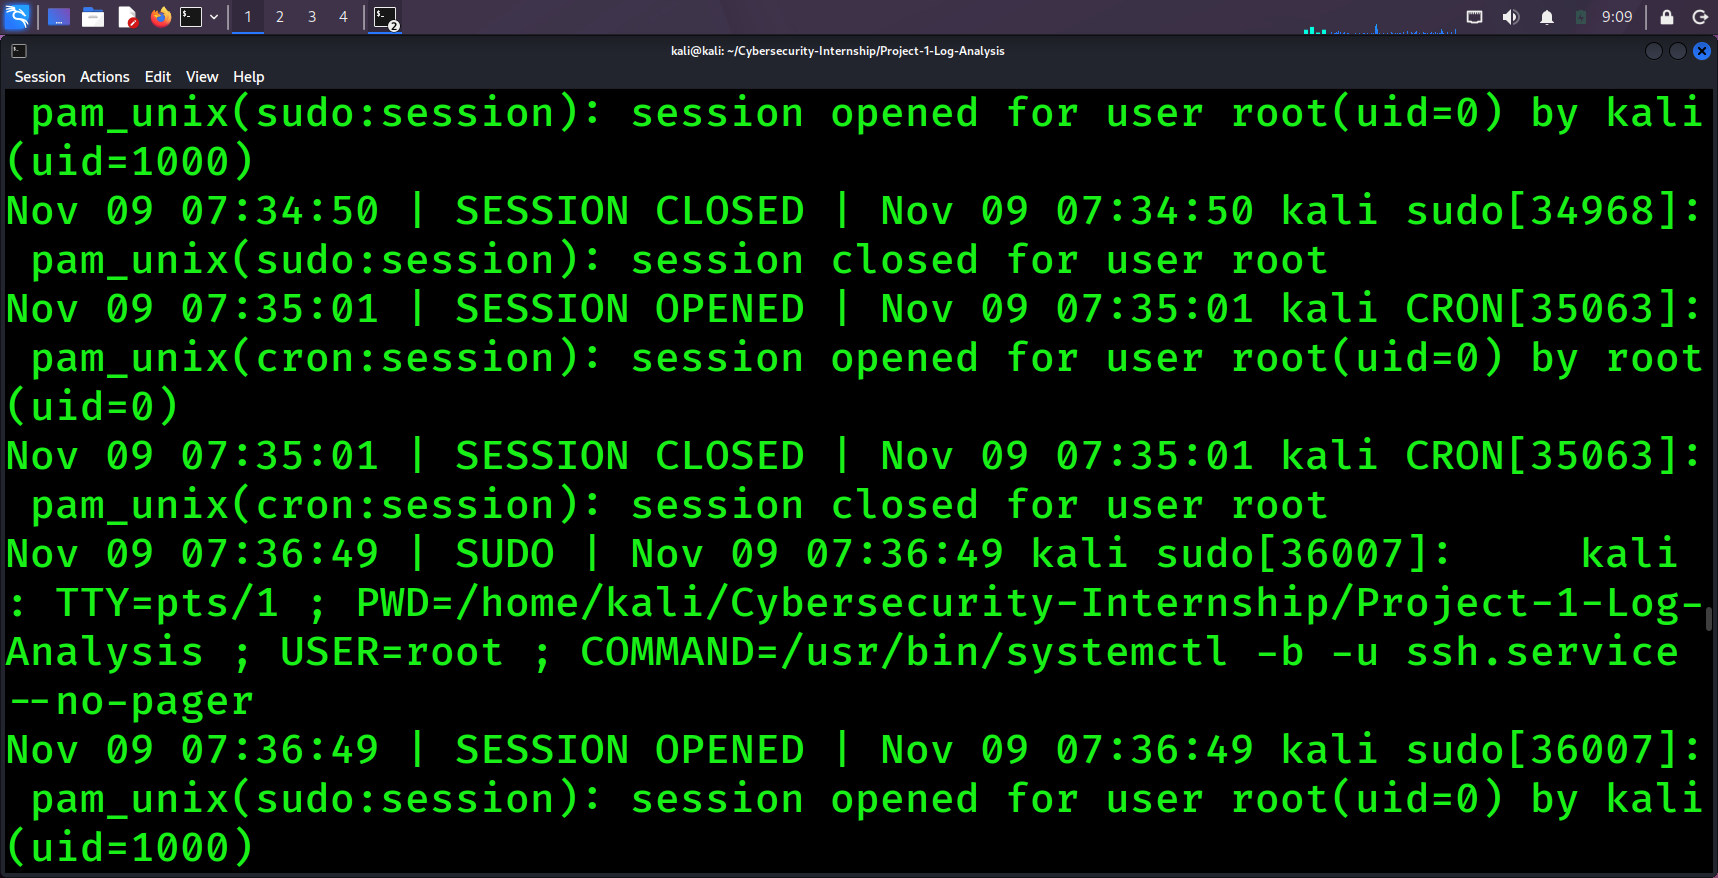 1 2 3 4 2 9:09
kali@kali: ~/Cybersecurity-Internship/Project-1-Log-Analysis
Session Actions Edit View Help
pam_unix(sudo:session): session opened for user root(uid=0) by kali
(uid=1000)
Nov 09 07:34:50 | SESSION CLOSED | Nov 09 07:34:50 kali sudo[34968]:
pam_unix(sudo:session): session closed for user root
Nov 09 07:35:01 | SESSION OPENED | Nov 09 07:35:01 kali CRON[35063]:
pam_unix(cron:session): session opened for user root(uid=0) by root
(uid=0)
Nov 09 07:35:01 | SESSION CLOSED | Nov 09 07:35:01 kali CRON[35063]:
pam_unix(cron:session): session closed for user root
Nov 09 07:36:49 | SUDO | Nov 09 07:36:49 kali sudo[36007]:     kali
: TTY=pts/1 ; PWD=/home/kali/Cybersecurity-Internship/Project-1-Log-
Analysis ; USER=root ; COMMAND=/usr/bin/systemctl -b -u ssh.service
--no-pager
Nov 09 07:36:49 | SESSION OPENED | Nov 09 07:36:49 kali sudo[36007]:
pam_unix(sudo:session): session opened for user root(uid=0) by kali
(uid=1000)